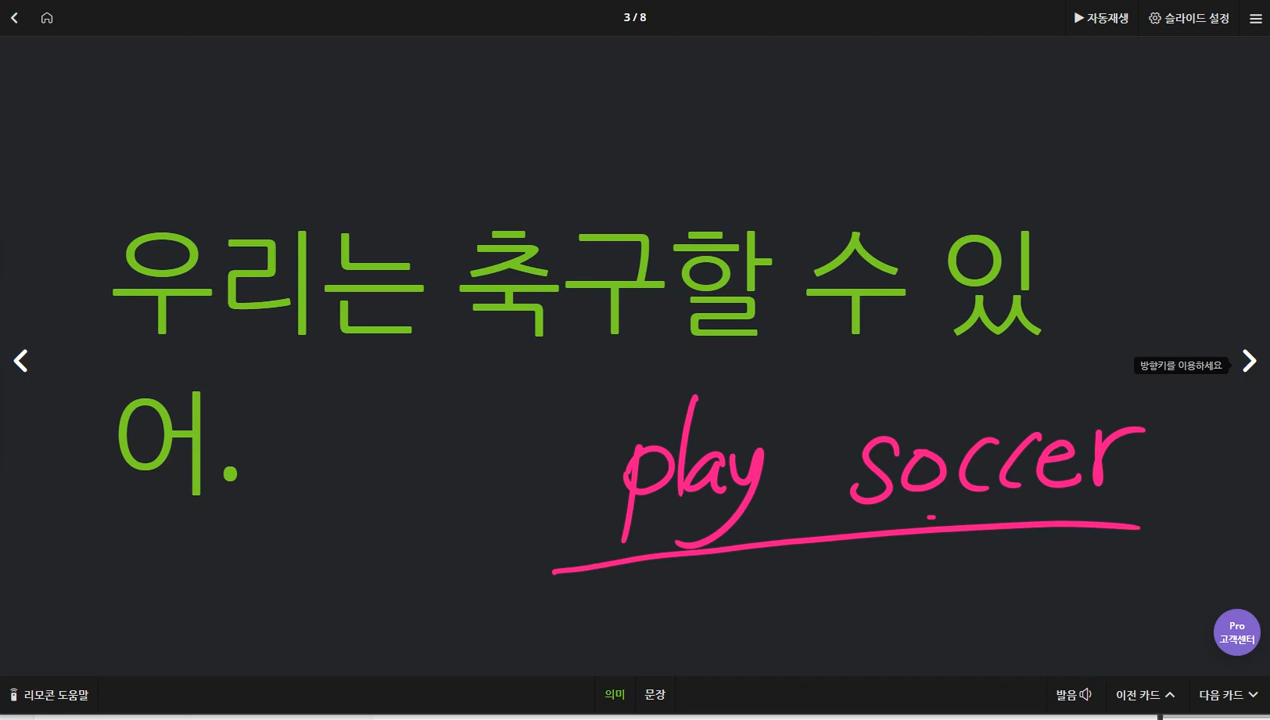 3 / 8
자동재생
슬라이드 설정
우리는 축구할 수 있
어.
방향키를 이용하세요
play soccer
Pro
고객센터
리모콘 도움말
의미
문장
발음
이전 카드
다음 카드